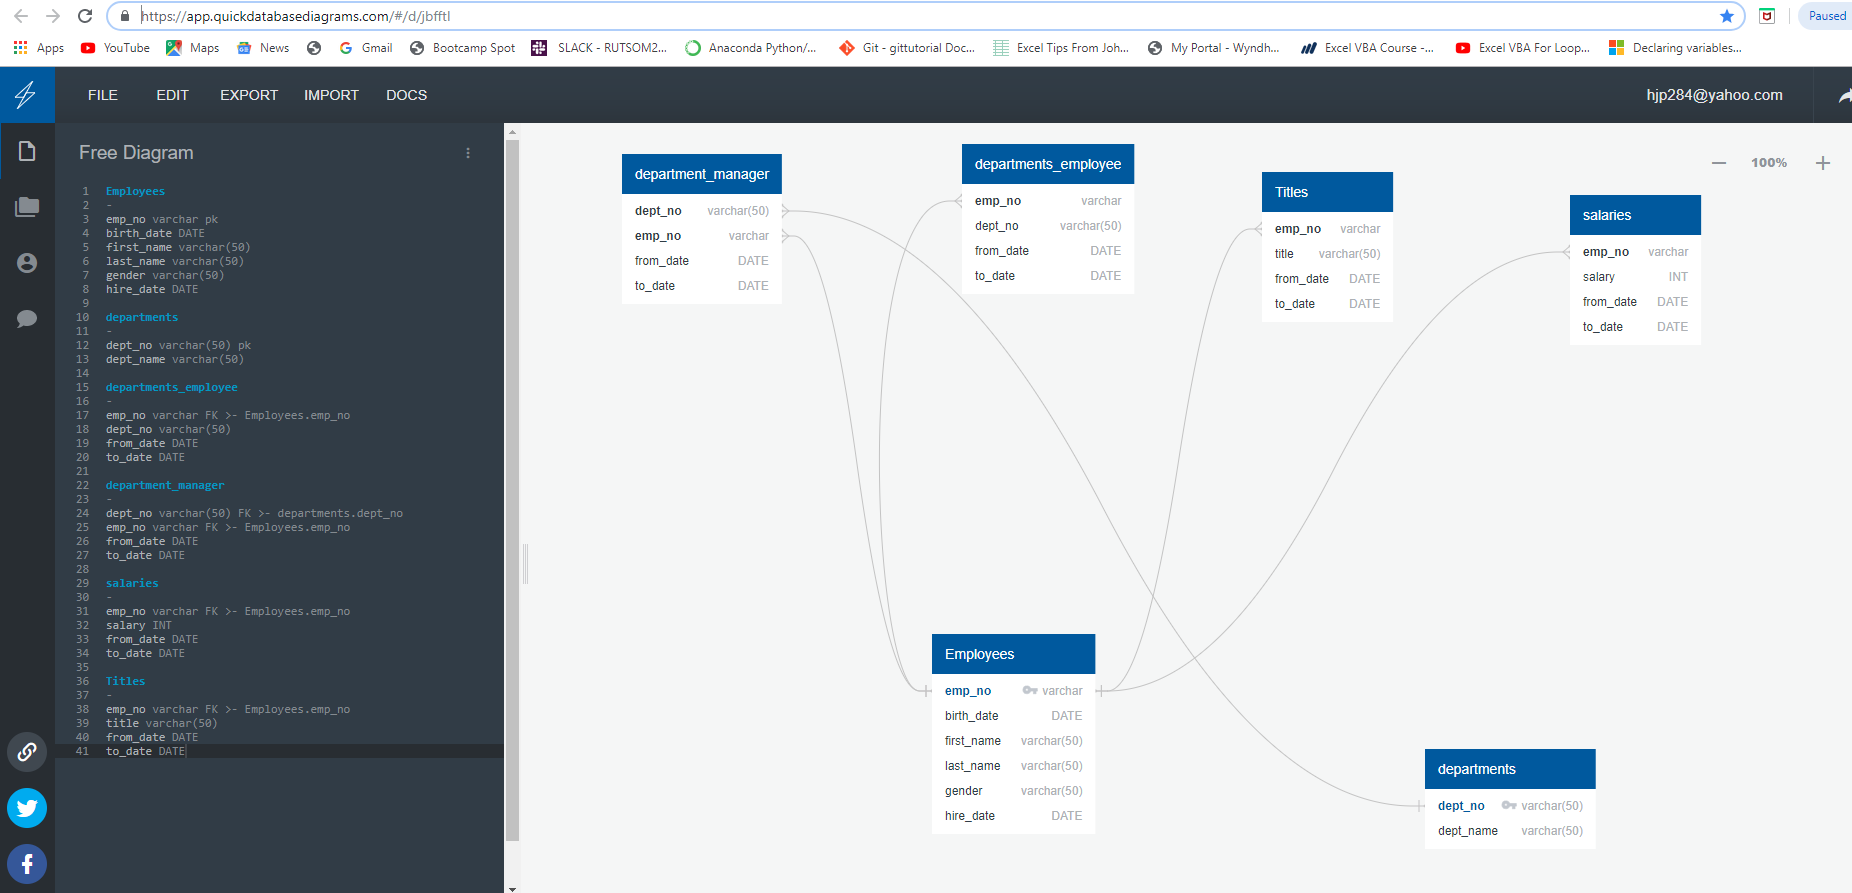 https://app.quickdatabasediagrams.com/#/d/jbfftl
Paused
Apps
YouTube
Maps
News
Gmail
Bootcamp Spot
SLACK - RUTSOM2...
Anaconda Python/...
Git - gittutorial Doc...
Excel Tips From Joh...
My Portal - Wyndh...
Excel VBA Course -...
Excel VBA For Loop...
Declaring variables...
FILE
EDIT
EXPORT
IMPORT
DOCS
hjp284@yahoo.com
Free Diagram
1 Employees
2 -
3 emp_no varchar pk
4 birth_date DATE
5 first_name varchar(50)
6 last_name varchar(50)
7 gender varchar(50)
8 hire_date DATE
9
10 departments
11 -
12 dept_no varchar(50) pk
13 dept_name varchar(50)
14
15 departments_employee
16 -
17 emp_no varchar FK >- Employees.emp_no
18 dept_no varchar(50)
19 from_date DATE
20 to_date DATE
21
22 department_manager
23 -
24 dept_no varchar(50) FK >- departments.dept_no
25 emp_no varchar FK >- Employees.emp_no
26 from_date DATE
27 to_date DATE
28
29 salaries
30 -
31 emp_no varchar FK >- Employees.emp_no
32 salary INT
33 from_date DATE
34 to_date DATE
35
36 Titles
37 -
38 emp_no varchar FK >- Employees.emp_no
39 title varchar(50)
40 from_date DATE
41 to_date DATE
department_manager
dept_no varchar(50)
emp_no varchar
from_date DATE
to_date DATE
departments_employee
emp_no varchar
dept_no varchar(50)
from_date DATE
to_date DATE
Titles
emp_no varchar
title varchar(50)
from_date DATE
to_date DATE
100%
salaries
emp_no varchar
salary INT
from_date DATE
to_date DATE
Employees
emp_no varchar
birth_date DATE
first_name varchar(50)
last_name varchar(50)
gender varchar(50)
hire_date DATE
departments
dept_no varchar(50)
dept_name varchar(50)